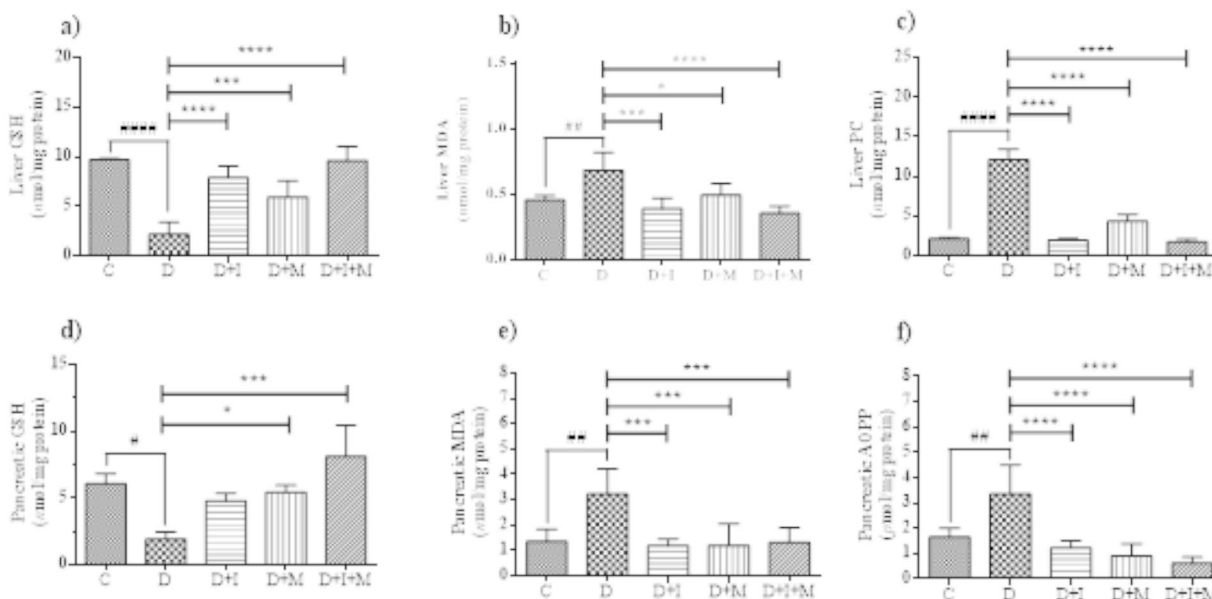 a)
Liver GSH
(nmol/mg protein)
20
15
10
5
0
####
****
***
****
C D D+I D+M D+I+M
b)
Liver MDA
(nmol/mg protein)
1.5
1.0
0.5
0.0
##
***
*
****
C D D+I D+M D+I+M
c)
Liver PC
(nmol/mg protein)
25
20
15
10
5
0
####
****
****
****
C D D+I D+M D+I+M
d)
Pancreatic GSH
(nmol/mg protein)
15
10
5
0
#
*
***
C D D+I D+M D+I+M
e)
Pancreatic MDA
(nmol/mg protein)
8
7
6
5
4
3
2
1
0
##
***
***
***
C D D+I D+M D+I+M
f)
Pancreatic AOPP
(μmol/mg protein)
8
7
6
5
4
3
2
1
0
##
****
****
****
C D D+I D+M D+I+M